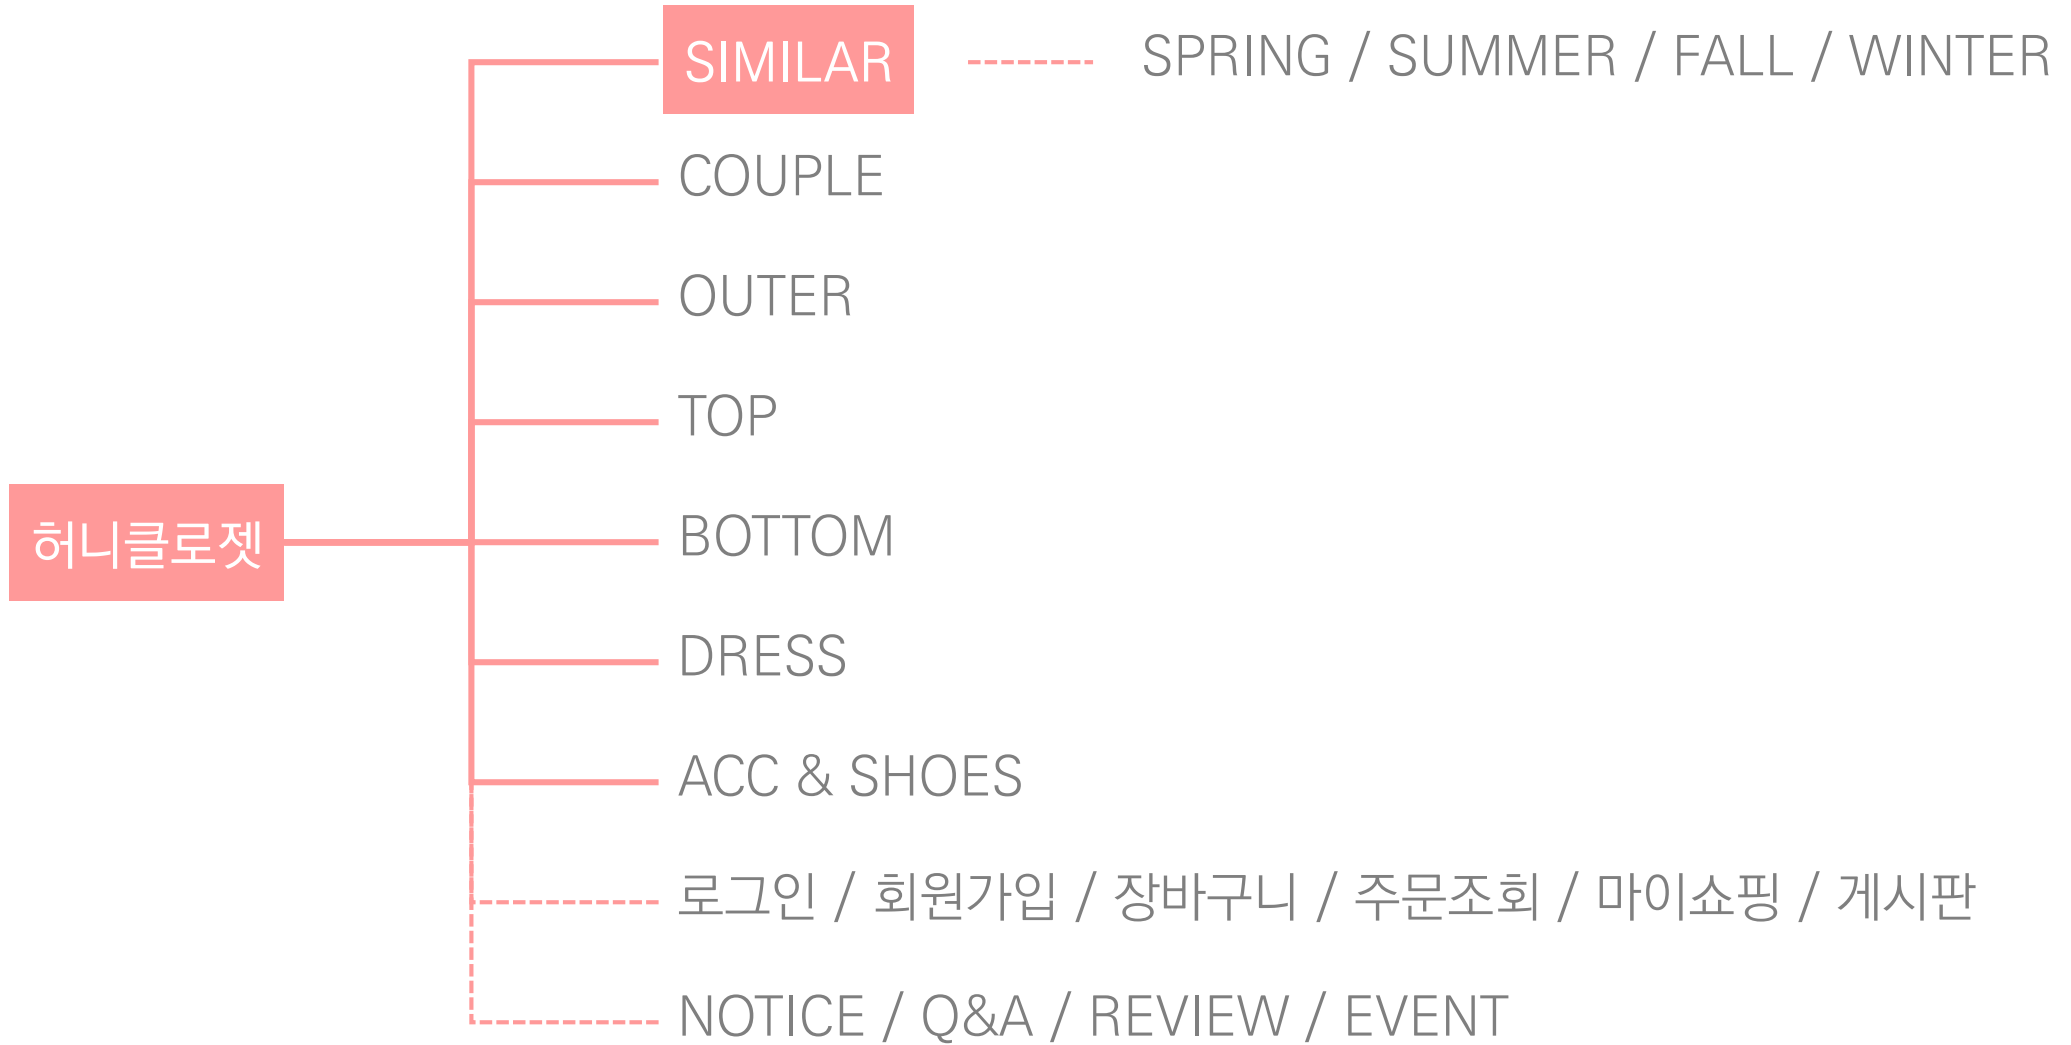 SIMILAR SPRING / SUMMER / FALL / WINTER
COUPLE
OUTER
TOP
BOTTOM
허니클로젯
DRESS
ACC & SHOES
로그인 / 회원가입 / 장바구니 / 주문조회 / 마이쇼핑 / 게시판
NOTICE / Q&A / REVIEW / EVENT